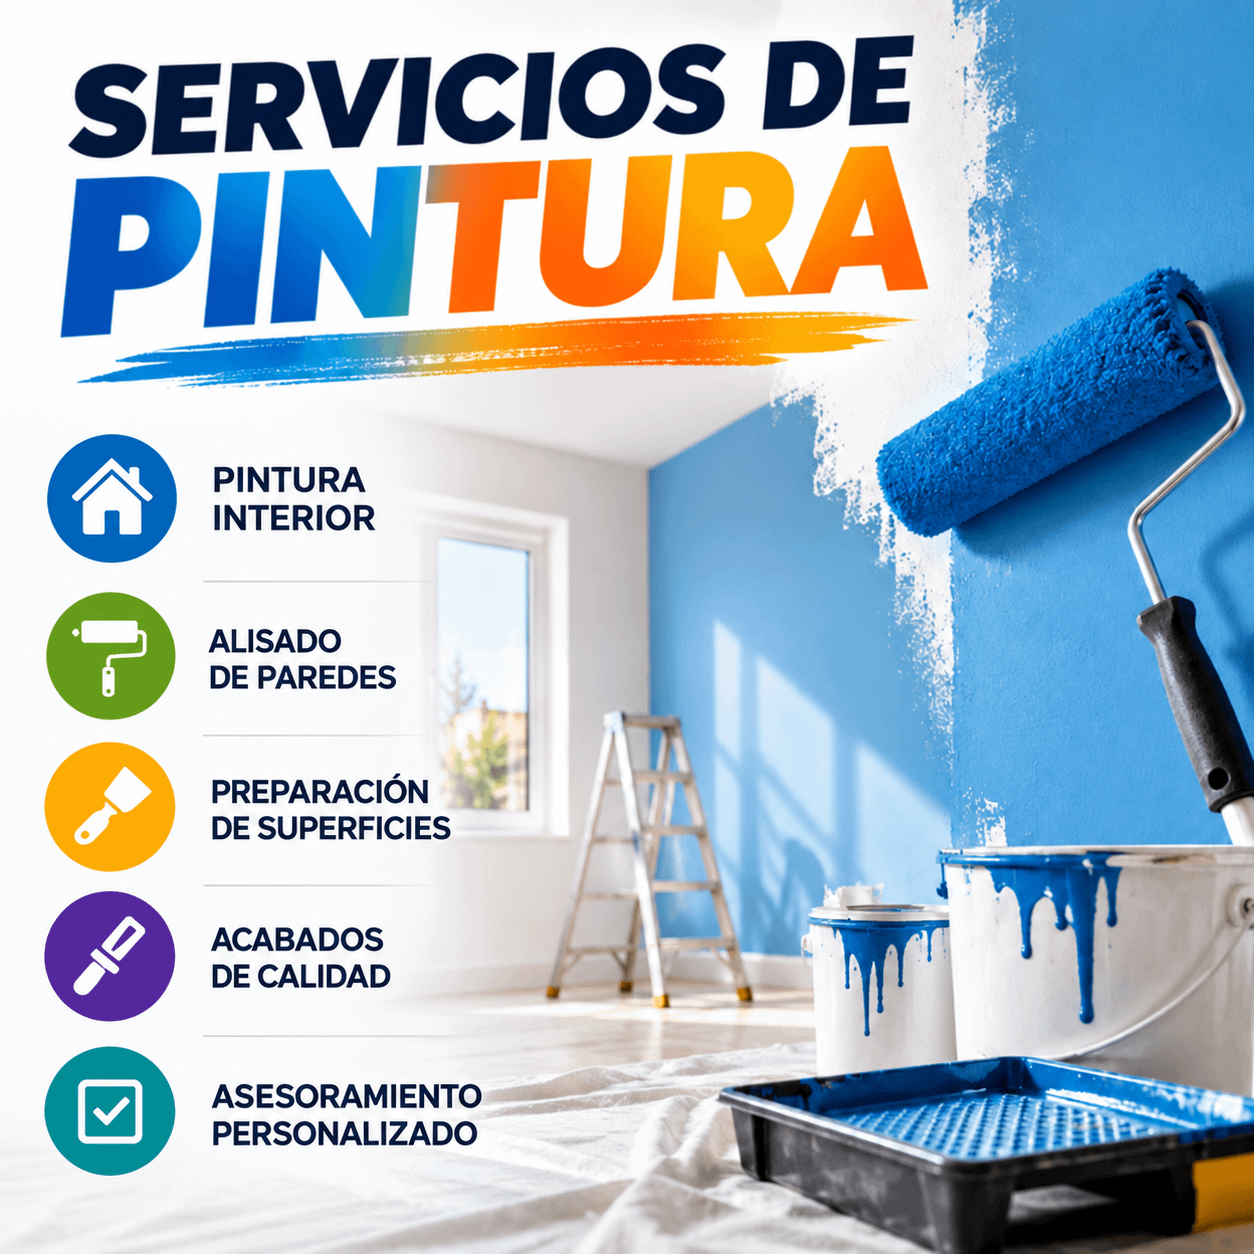 SERVICIOS DE
PINTURA
PINTURA
INTERIOR
ALISADO
DE PAREDES
PREPARACIÓN
DE SUPERFICIES
ACABADOS
DE CALIDAD
ASESORAMIENTO
PERSONALIZADO